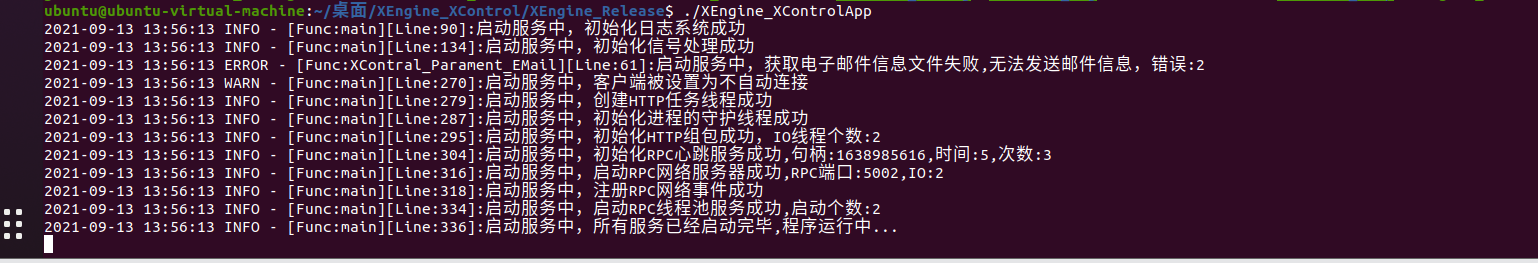 ubuntu@ubuntu-virtual-machine:~/桌面/XEngine_XControl/XEngine_Release$ ./XEngine_XControlApp
2021-09-13 13:56:13 INFO - [Func:main][Line:90]:启动服务中，初始化日志系统成功
2021-09-13 13:56:13 INFO - [Func:main][Line:134]:启动服务中，初始化信号处理成功
2021-09-13 13:56:13 ERROR - [Func:XContral_Parament_EMail][Line:61]:启动服务中，获取电子邮件信息文件失败,无法发送邮件信息，错误:2
2021-09-13 13:56:13 WARN - [Func:main][Line:270]:启动服务中，客户端被设置为不自动连接
2021-09-13 13:56:13 INFO - [Func:main][Line:279]:启动服务中，创建HTTP任务线程成功
2021-09-13 13:56:13 INFO - [Func:main][Line:287]:启动服务中，初始化进程的守护线程成功
2021-09-13 13:56:13 INFO - [Func:main][Line:295]:启动服务中，初始化HTTP组包成功，IO线程个数:2
2021-09-13 13:56:13 INFO - [Func:main][Line:304]:启动服务中，初始化RPC心跳服务成功,句柄:1638985616,时间:5,次数:3
2021-09-13 13:56:13 INFO - [Func:main][Line:316]:启动服务中，启动RPC网络服务器成功,RPC端口:5002,IO:2
2021-09-13 13:56:13 INFO - [Func:main][Line:318]:启动服务中，注册RPC网络事件成功
2021-09-13 13:56:13 INFO - [Func:main][Line:334]:启动服务中，启动RPC线程池服务成功,启动个数:2
2021-09-13 13:56:13 INFO - [Func:main][Line:336]:启动服务中，所有服务已经启动完毕,程序运行中...